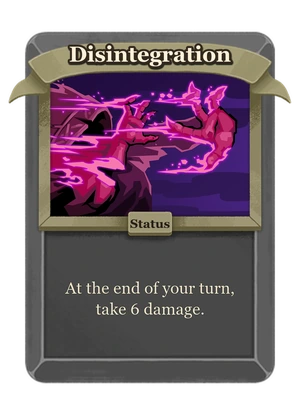 Disintegration
Status
At the end of your turn,
take 6 damage.